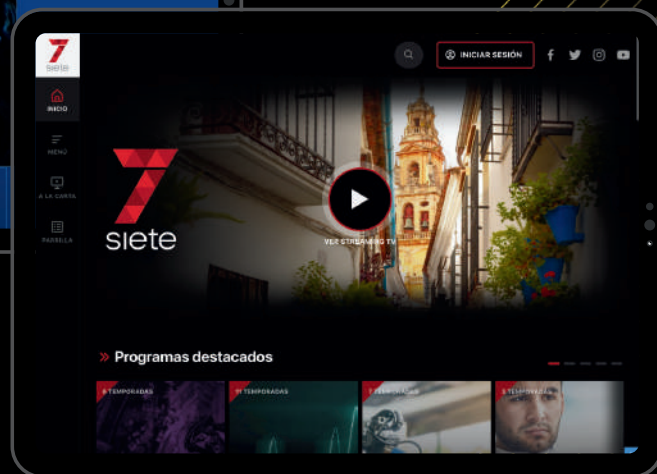 7
siete
INICIAR SESIÓN
INICIO
MENÚ
A LA CARTA
PARRILLA
7
siete
VER STREAMING TV
Programas destacados
6 TEMPORADAS
11 TEMPORADAS
7 TEMPORADAS
5 TEMPORADAS